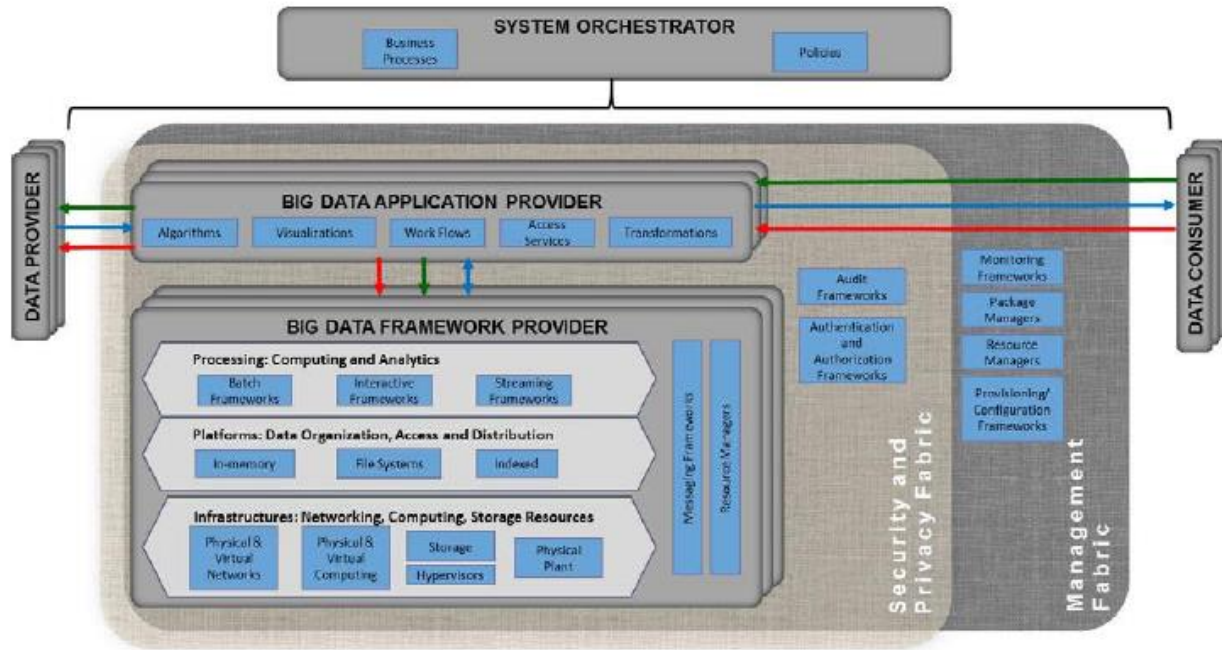 SYSTEM ORCHESTRATOR
Business
Processes
Policies
DATA PROVIDER
DATA CONSUMER
BIG DATA APPLICATION PROVIDER
Algorithms
Visualizations
Work Flows
Access
Services
Transformations
BIG DATA FRAMEWORK PROVIDER
Processing: Computing and Analytics
Batch
Frameworks
Interactive
Frameworks
Streaming
Frameworks
Platforms: Data Organization, Access and Distribution
In-memory
File Systems
Indexed
Infrastructures: Networking, Computing, Storage Resources
Physical &
Virtual
Networks
Physical &
Virtual
Computing
Storage
Hypervisors
Physical
Plant
Messaging Frameworks
Resource Managers
Audit
Frameworks
Authentication
and
Authorization
Frameworks
Security and
Privacy Fabric
Monitoring
Frameworks
Package
Managers
Resource
Managers
Provisioning/
Configuration
Frameworks
Management
Fabric